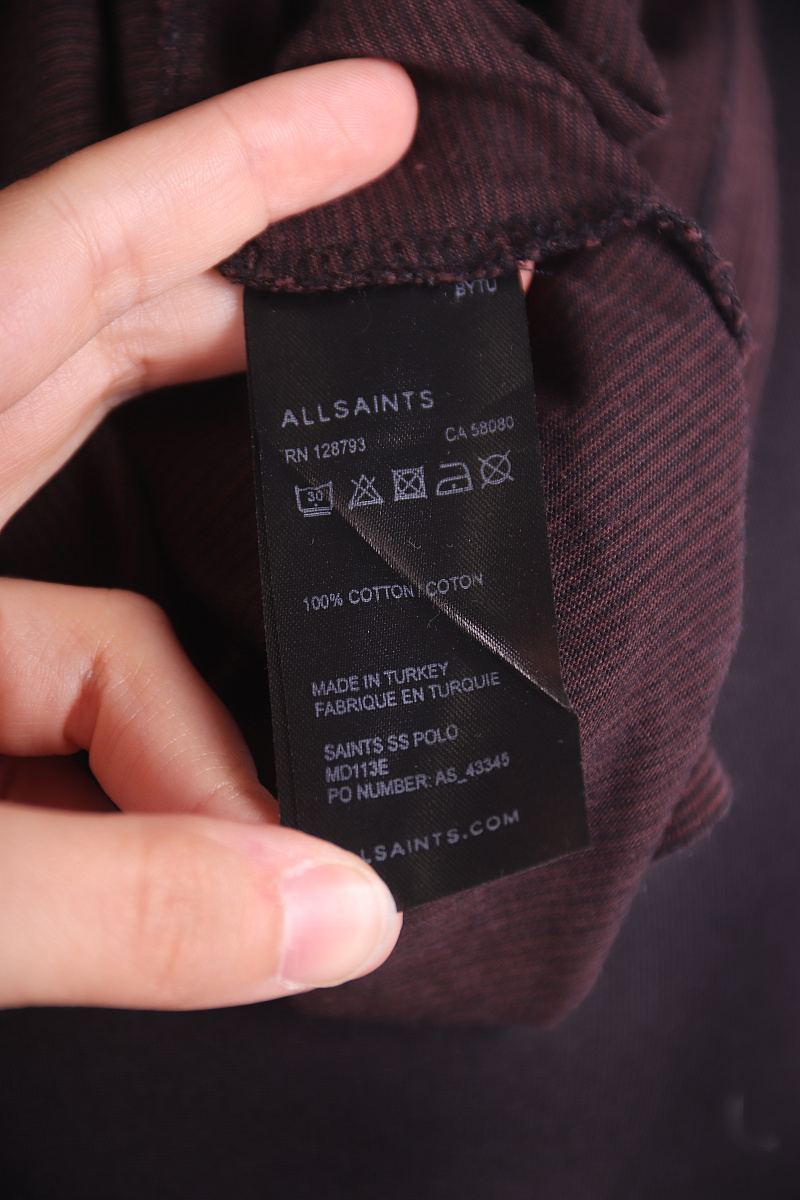 BYTU
ALLSAINTS
RN 128793 CA 58080
30
100% COTTON COTON
MADE IN TURKEY
FABRIQUE EN TURQUIE
SAINTS SS POLO
MD113E
PO NUMBER: AS_43345
LSAINTS.COM